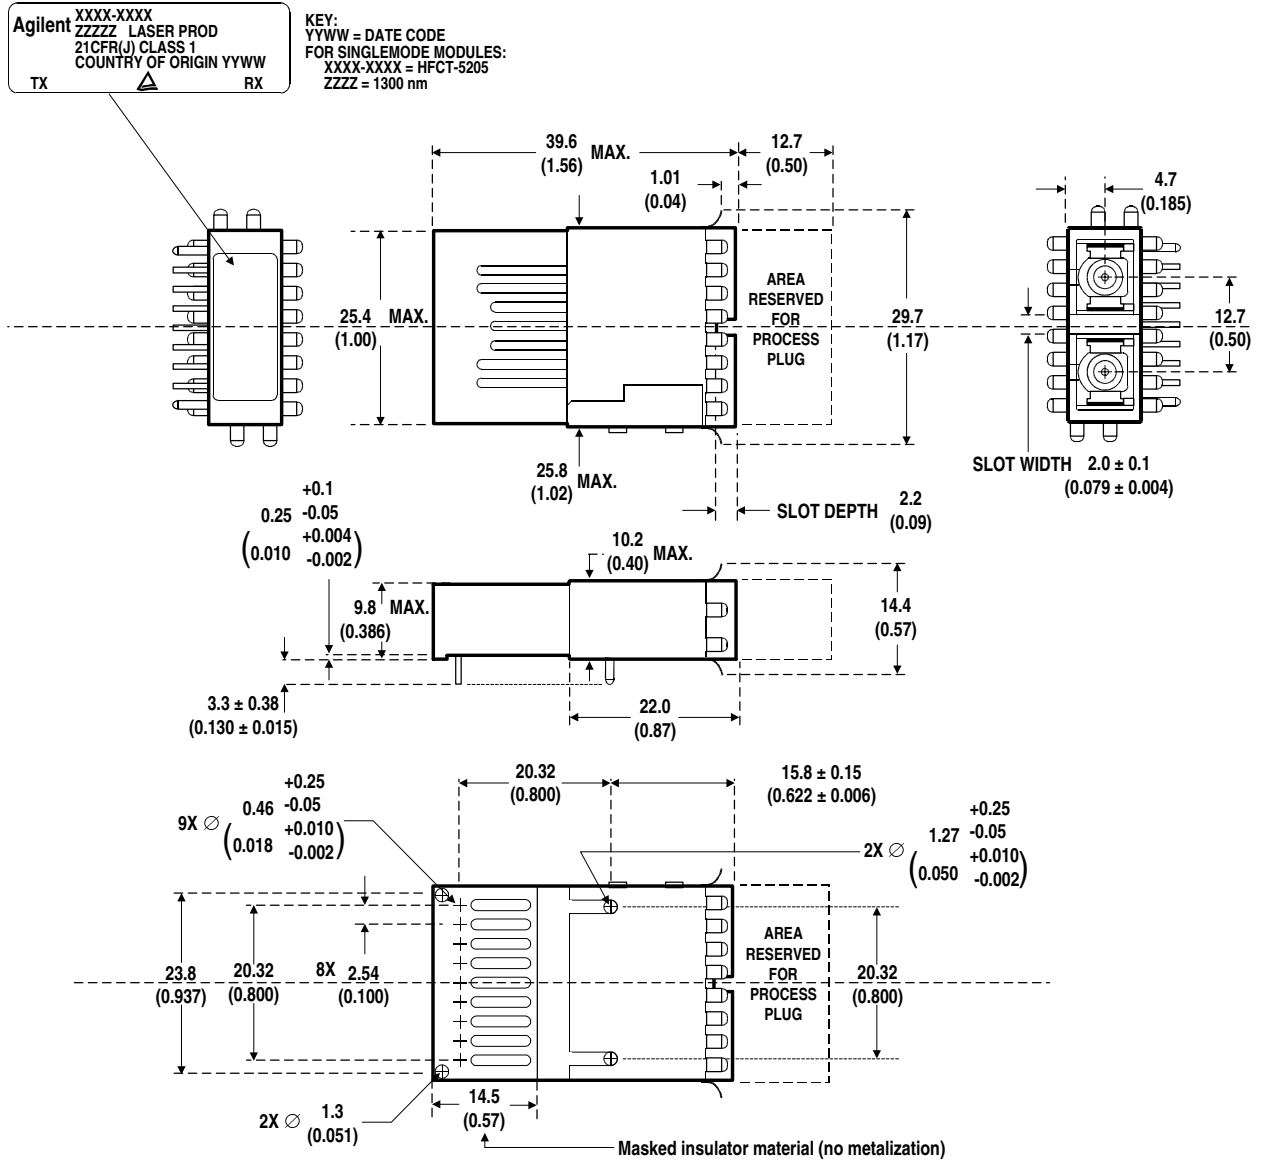 Agilent XXXX-XXXX
ZZZZZ LASER PROD
21CFR(J) CLASS 1
COUNTRY OF ORIGIN YYWW
TX RX
KEY:
YYWW = DATE CODE
FOR SINGLEMODE MODULES:
XXXX-XXXX = HFCT-5205
ZZZZ = 1300 nm
39.6
(1.56)
MAX.
12.7
(0.50)
1.01
(0.04)
4.7
(0.185)
25.4
(1.00)
MAX.
AREA
RESERVED
FOR
PROCESS
PLUG
29.7
(1.17)
12.7
(0.50)
25.8
(1.02)
MAX.
SLOT DEPTH
2.2
(0.09)
SLOT WIDTH
2.0 ± 0.1
(0.079 ± 0.004)
0.25
+0.1
-0.05
(0.010
+0.004
-0.002)
10.2
(0.40)
MAX.
9.8
(0.386)
MAX.
14.4
(0.57)
3.3 ± 0.38
(0.130 ± 0.015)
22.0
(0.87)
20.32
(0.800)
15.8 ± 0.15
(0.622 ± 0.006)
9X ∅
0.46
+0.25
-0.05
(0.018
+0.010
-0.002)
2X ∅
1.27
+0.25
-0.05
(0.050
+0.010
-0.002)
23.8
(0.937)
20.32
(0.800)
8X
2.54
(0.100)
AREA
RESERVED
FOR
PROCESS
PLUG
20.32
(0.800)
2X ∅
1.3
(0.051)
14.5
(0.57)
Masked insulator material (no metalization)